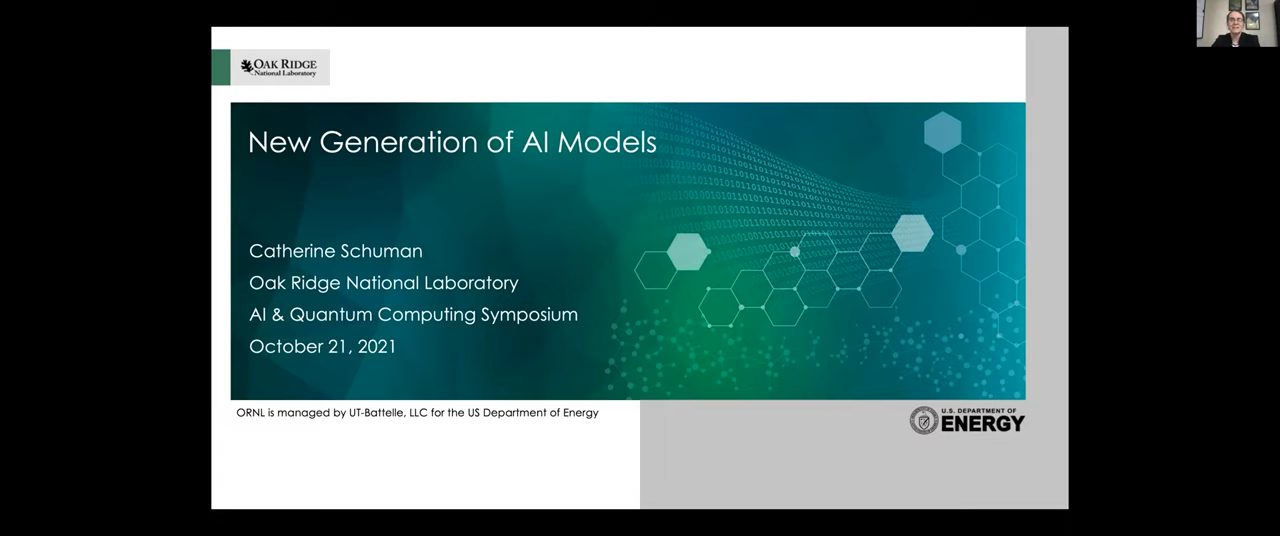 OAK RIDGE
National Laboratory
New Generation of AI Models
Catherine Schuman
Oak Ridge National Laboratory
AI & Quantum Computing Symposium
October 21, 2021
ORNL is managed by UT-Battelle, LLC for the US Department of Energy
U.S. DEPARTMENT OF
ENERGY